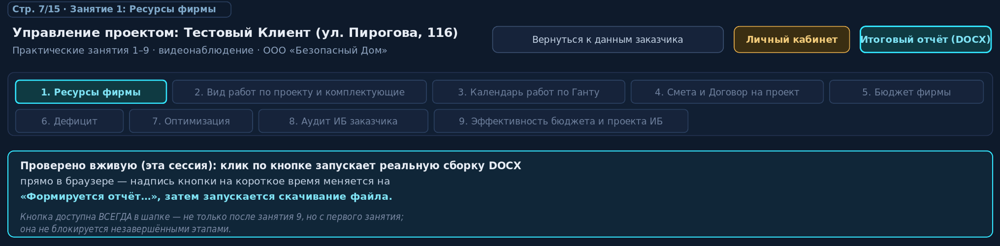 Стр. 7/15 · Занятие 1: Ресурсы фирмы
Управление проектом: Тестовый Клиент (ул. Пирогова, 116)
Практические занятия 1–9 · видеонаблюдение · ООО «Безопасный Дом»
Вернуться к данным заказчика
Личный кабинет
Итоговый отчёт (DOCX)
1. Ресурсы фирмы
2. Вид работ по проекту и комплектующие
3. Календарь работ по Ганту
4. Смета и Договор на проект
5. Бюджет фирмы
6. Дефицит
7. Оптимизация
8. Аудит ИБ заказчика
9. Эффективность бюджета и проекта ИБ
Проверено вживую (эта сессия): клик по кнопке запускает реальную сборку DOCX
прямо в браузере — надпись кнопки на короткое время меняется на
«Формируется отчёт…», затем запускается скачивание файла.
Кнопка доступна ВСЕГДА в шапке — не только после занятия 9, но с первого занятия;
она не блокируется незавершёнными этапами.